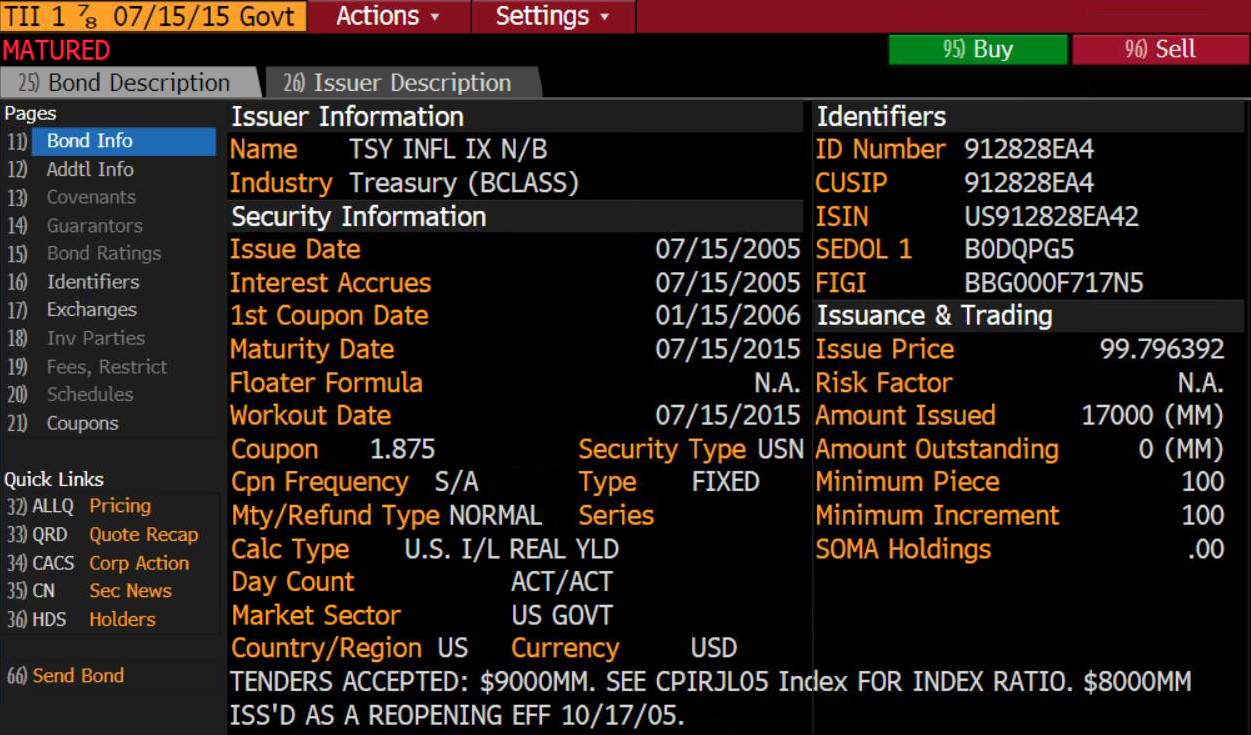 TII 1 ⅞ 07/15/15 Govt Actions ▾ Settings ▾
MATURED 95) Buy 96) Sell
25) Bond Description 26) Issuer Description
Pages
11) Bond Info
12) Addtl Info
13) Covenants
14) Guarantors
15) Bond Ratings
16) Identifiers
17) Exchanges
18) Inv Parties
19) Fees, Restrict
20) Schedules
21) Coupons
Quick Links
32) ALLQ Pricing
33) QRD Quote Recap
34) CACS Corp Action
35) CN Sec News
36) HDS Holders
66) Send Bond
Issuer Information
Name TSY INFL IX N/B
Industry Treasury (BCLASS)
Security Information
Issue Date 07/15/2005
Interest Accrues 07/15/2005
1st Coupon Date 01/15/2006
Maturity Date 07/15/2015
Floater Formula N.A.
Workout Date 07/15/2015
Coupon 1.875 Security Type USN
Cpn Frequency S/A Type FIXED
Mty/Refund Type NORMAL Series
Calc Type U.S. I/L REAL YLD
Day Count ACT/ACT
Market Sector US GOVT
Country/Region US Currency USD
Identifiers
ID Number 912828EA4
CUSIP 912828EA4
ISIN US912828EA42
SEDOL 1 B0DQPG5
FIGI BBG000F717N5
Issuance & Trading
Issue Price 99.796392
Risk Factor N.A.
Amount Issued 17000 (MM)
Amount Outstanding 0 (MM)
Minimum Piece 100
Minimum Increment 100
SOMA Holdings .00
TENDERS ACCEPTED: $9000MM. SEE CPIRJL05 Index FOR INDEX RATIO. $8000MM
ISS'D AS A REOPENING EFF 10/17/05.